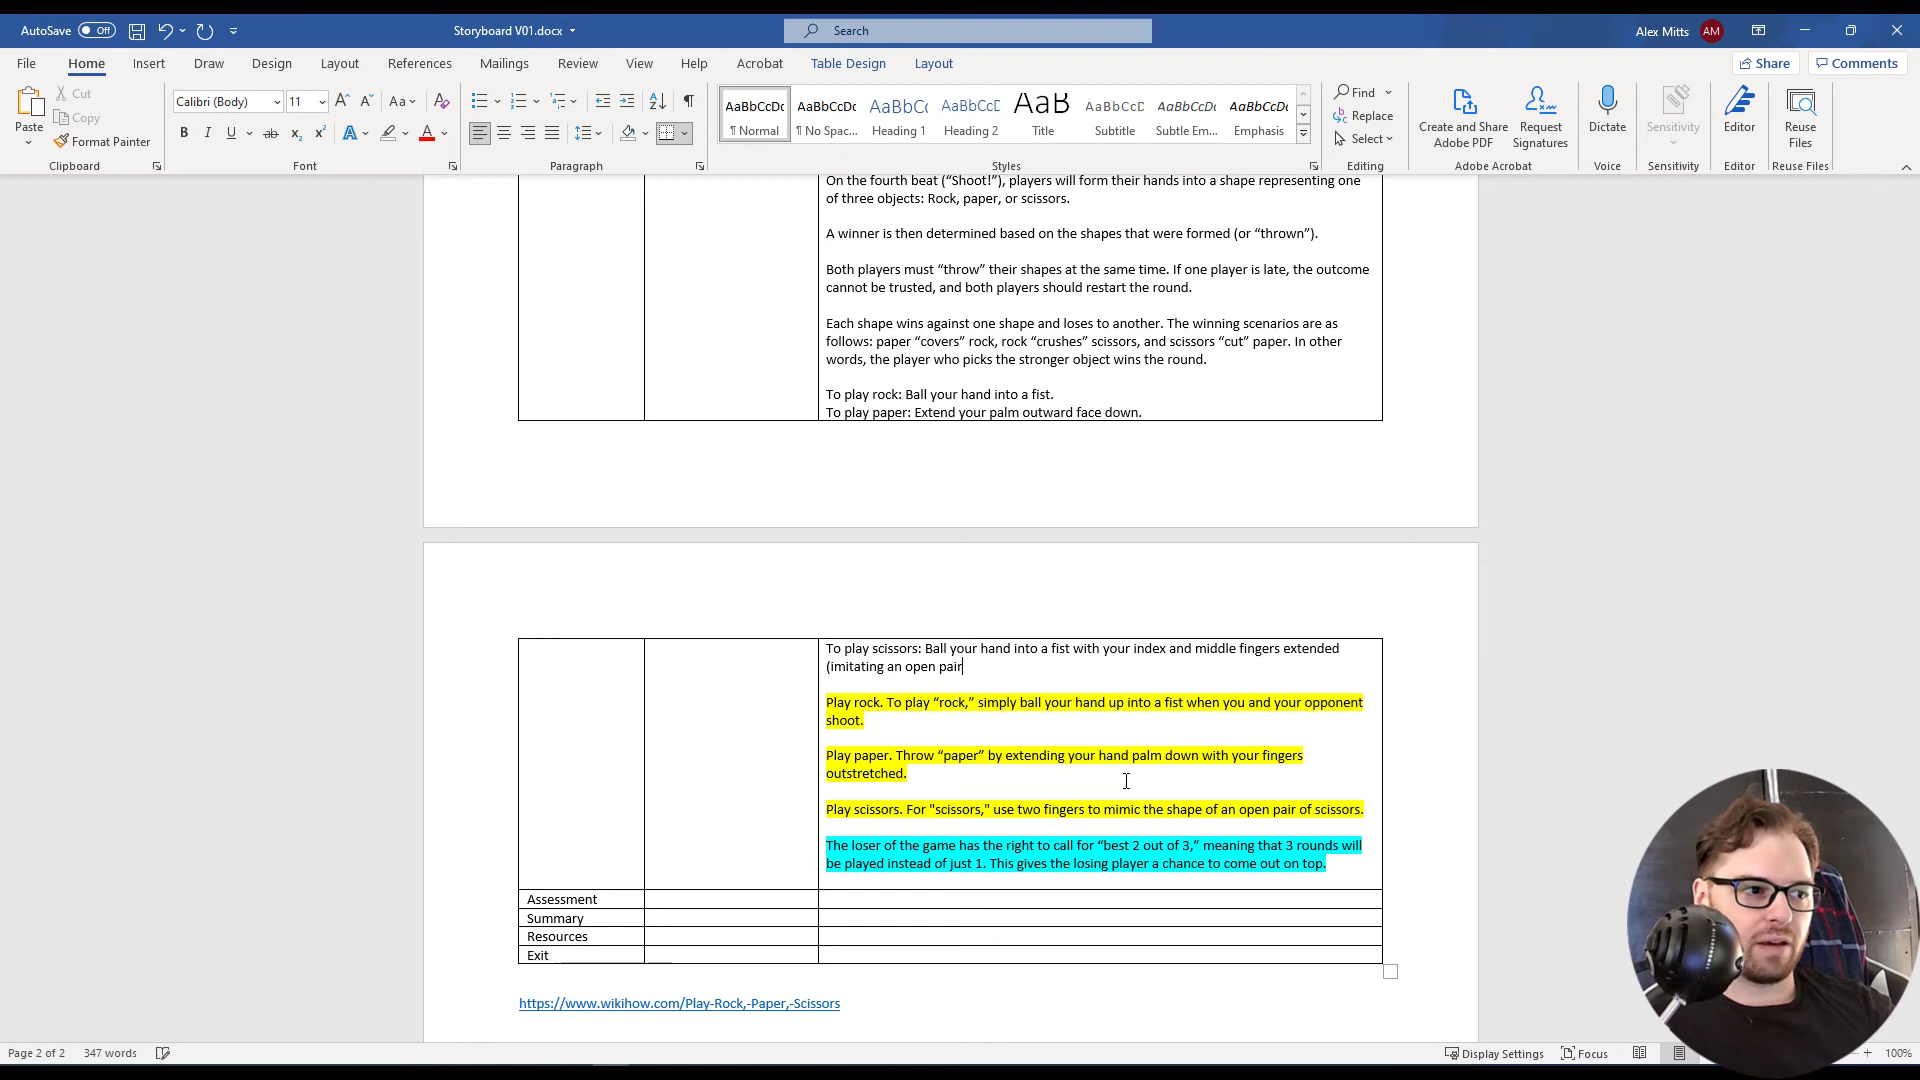 AutoSave Off Storyboard V01.docx Search Alex Mitts AM
File Home Insert Draw Design Layout References Mailings Review View Help Acrobat Table Design Layout Share Comments
Paste Cut Copy Format Painter
Calibri (Body) 11
¶ Normal ¶ No Spac... Heading 1 Heading 2 Title Subtitle Subtle Em... Emphasis
Find Replace Select
Create and Share Adobe PDF Request Signatures Dictate Sensitivity Editor Reuse Files
Clipboard Font Paragraph Styles Editing Adobe Acrobat Voice Sensitivity Editor Reuse Files
On the fourth beat (“Shoot!”), players will form their hands into a shape representing one
of three objects: Rock, paper, or scissors.
A winner is then determined based on the shapes that were formed (or “thrown”).
Both players must “throw” their shapes at the same time. If one player is late, the outcome
cannot be trusted, and both players should restart the round.
Each shape wins against one shape and loses to another. The winning scenarios are as
follows: paper “covers” rock, rock “crushes” scissors, and scissors “cut” paper. In other
words, the player who picks the stronger object wins the round.
To play rock: Ball your hand into a fist.
To play paper: Extend your palm outward face down.
To play scissors: Ball your hand into a fist with your index and middle fingers extended
(imitating an open pair
Play rock. To play “rock,” simply ball your hand up into a fist when you and your opponent
shoot.
Play paper. Throw “paper” by extending your hand palm down with your fingers
outstretched.
Play scissors. For "scissors," use two fingers to mimic the shape of an open pair of scissors.
The loser of the game has the right to call for “best 2 out of 3,” meaning that 3 rounds will
be played instead of just 1. This gives the losing player a chance to come out on top.
Assessment
Summary
Resources
Exit
https://www.wikihow.com/Play-Rock,-Paper,-Scissors
Page 2 of 2 347 words Display Settings Focus 100%